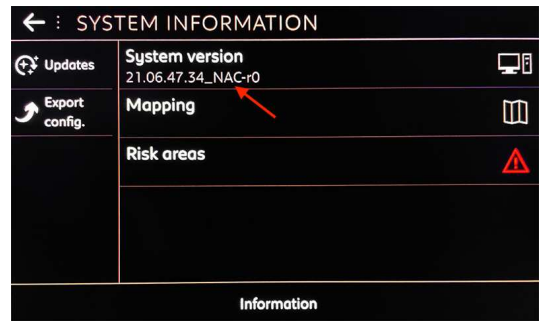 SYSTEM INFORMATION
Updates
Export
config.
System version
21.06.47.34_NAC-r0
Mapping
Risk areas
Information